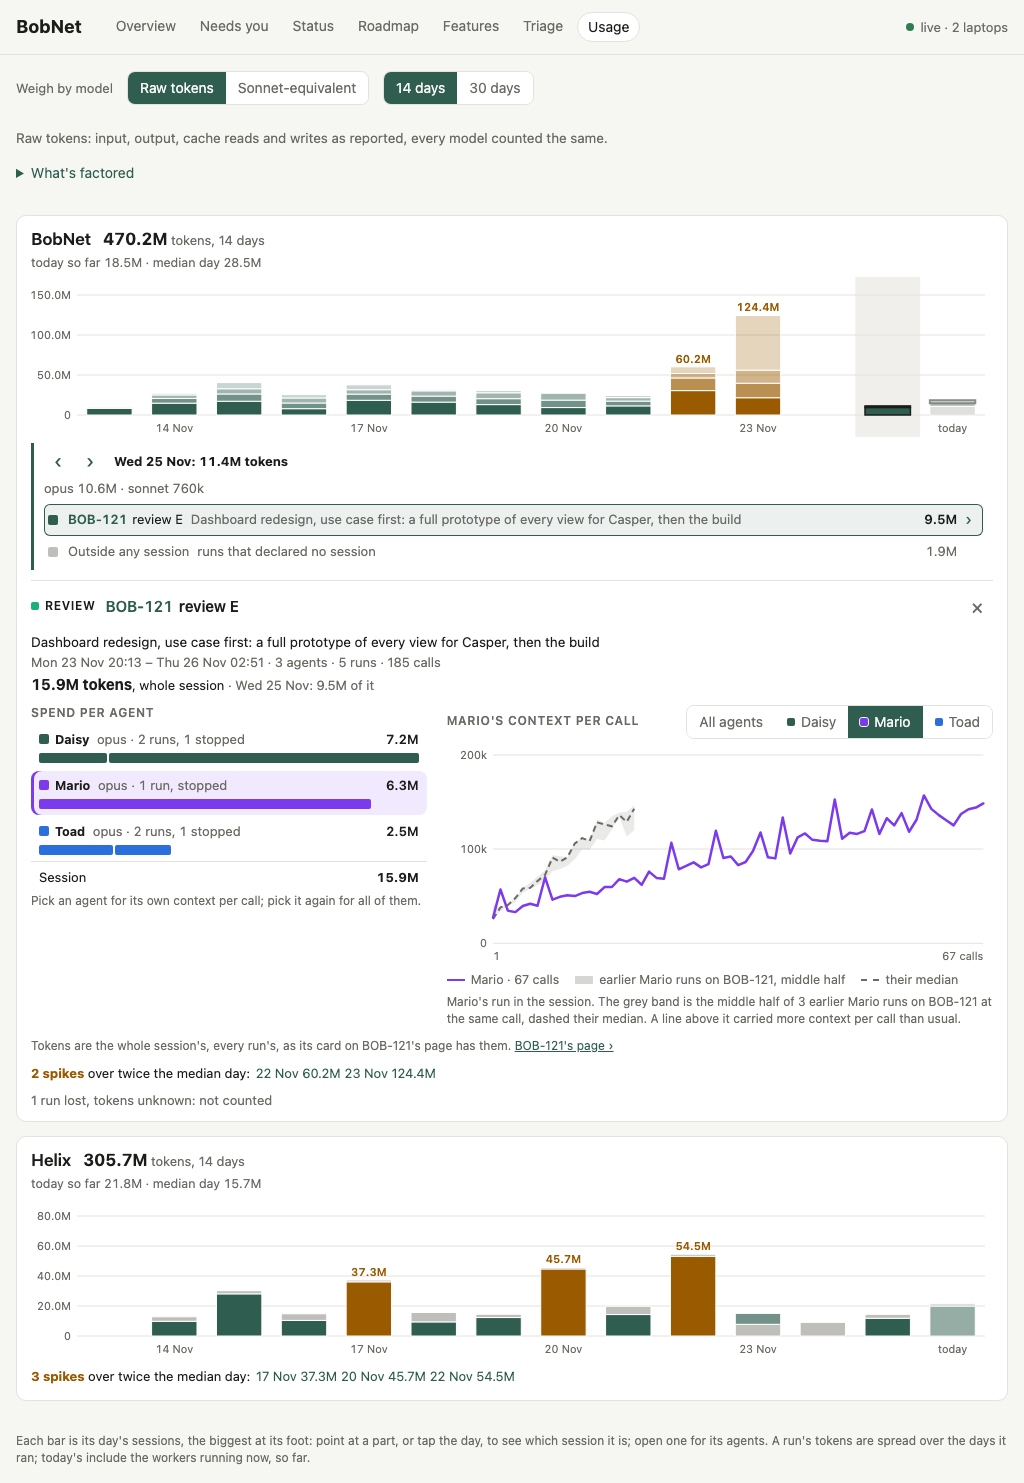 BobNet Overview Needs you Status Roadmap Features Triage Usage live · 2 laptops
Weigh by model Raw tokens Sonnet-equivalent 14 days 30 days
Raw tokens: input, output, cache reads and writes as reported, every model counted the same.
What's factored
BobNet 470.2M tokens, 14 days
today so far 18.5M · median day 28.5M
150.0M
124.4M
100.0M
60.2M
50.0M
0
14 Nov 17 Nov 20 Nov 23 Nov today
‹ › Wed 25 Nov: 11.4M tokens
opus 10.6M · sonnet 760k
BOB-121 review E Dashboard redesign, use case first: a full prototype of every view for Casper, then the build 9.5M ›
Outside any session runs that declared no session 1.9M
REVIEW BOB-121 review E ×
Dashboard redesign, use case first: a full prototype of every view for Casper, then the build
Mon 23 Nov 20:13 – Thu 26 Nov 02:51 · 3 agents · 5 runs · 185 calls
15.9M tokens, whole session · Wed 25 Nov: 9.5M of it
SPEND PER AGENT
Daisy opus · 2 runs, 1 stopped 7.2M
Mario opus · 1 run, stopped 6.3M
Toad opus · 2 runs, 1 stopped 2.5M
Session 15.9M
Pick an agent for its own context per call; pick it again for all of them.
MARIO'S CONTEXT PER CALL All agents Daisy Mario Toad
200k
100k
0
1 67 calls
Mario · 67 calls earlier Mario runs on BOB-121, middle half their median
Mario's run in the session. The grey band is the middle half of 3 earlier Mario runs on BOB-121 at
the same call, dashed their median. A line above it carried more context per call than usual.
Tokens are the whole session's, every run's, as its card on BOB-121's page has them. BOB-121's page ›
2 spikes over twice the median day: 22 Nov 60.2M 23 Nov 124.4M
1 run lost, tokens unknown: not counted
Helix 305.7M tokens, 14 days
today so far 21.8M · median day 15.7M
80.0M
60.0M
54.5M
45.7M
40.0M
37.3M
20.0M
0
14 Nov 17 Nov 20 Nov 23 Nov today
3 spikes over twice the median day: 17 Nov 37.3M 20 Nov 45.7M 22 Nov 54.5M
Each bar is its day's sessions, the biggest at its foot: point at a part, or tap the day, to see which session it is; open one for its agents. A run's tokens are spread over the days it
ran; today's include the workers running now, so far.